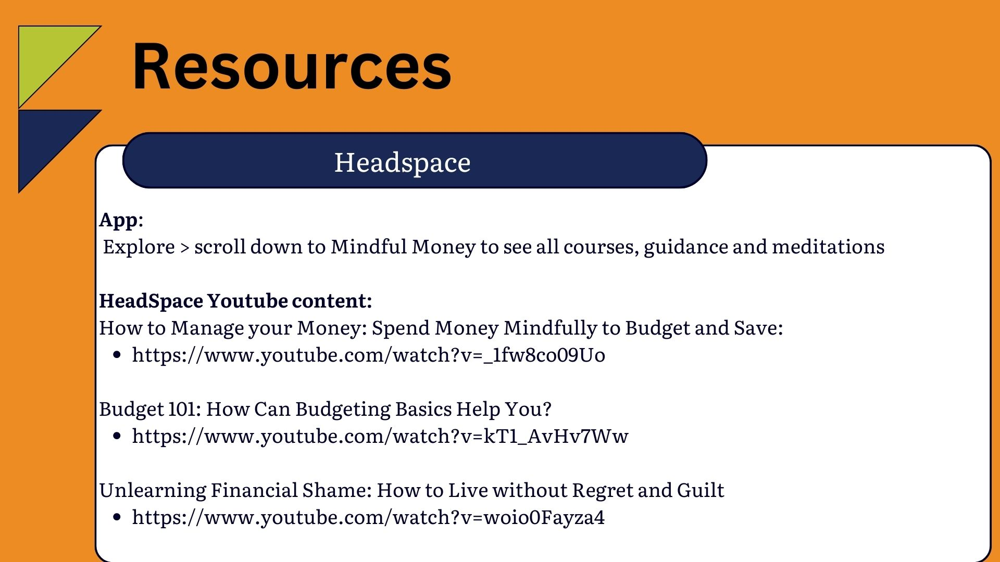 Resources
Headspace
App:
Explore > scroll down to Mindful Money to see all courses, guidance and meditations
HeadSpace Youtube content:
How to Manage your Money: Spend Money Mindfully to Budget and Save:
• https://www.youtube.com/watch?v=_1fw8co09Uo
Budget 101: How Can Budgeting Basics Help You?
• https://www.youtube.com/watch?v=kT1_AvHv7Ww
Unlearning Financial Shame: How to Live without Regret and Guilt
• https://www.youtube.com/watch?v=woio0Fayza4